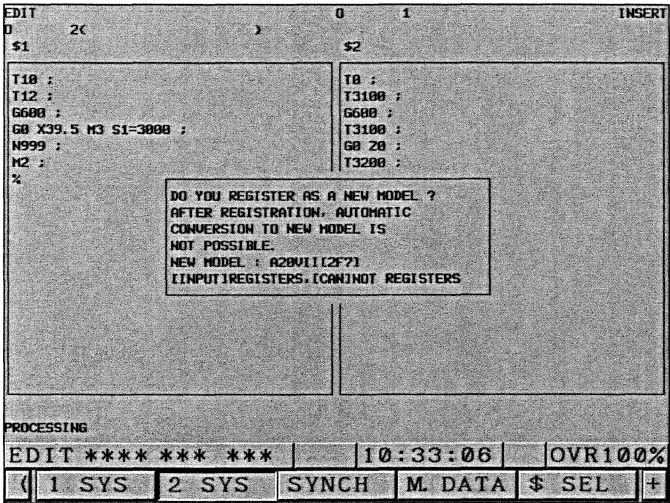 EDIT O 1 INSERT
O 2( )
$1 $2
T10 ;
T12 ;
G600 ;
G0 X39.5 M3 S1=3000 ;
N999 ;
M2 ;
%
T0 ;
T3100 ;
G600 ;
T3100 ;
G0 Z0 ;
T3200 ;
DO YOU REGISTER AS A NEW MODEL ?
AFTER REGISTRATION, AUTOMATIC
CONVERSION TO NEW MODEL IS
NOT POSSIBLE.
NEW MODEL : A20VII[2F7]
[INPUT]REGISTERS,[CAN]NOT REGISTERS
PROCESSING
EDIT **** *** *** 10:33:06 OVR100%
( 1 SYS 2 SYS SYNCH M. DATA $ SEL +